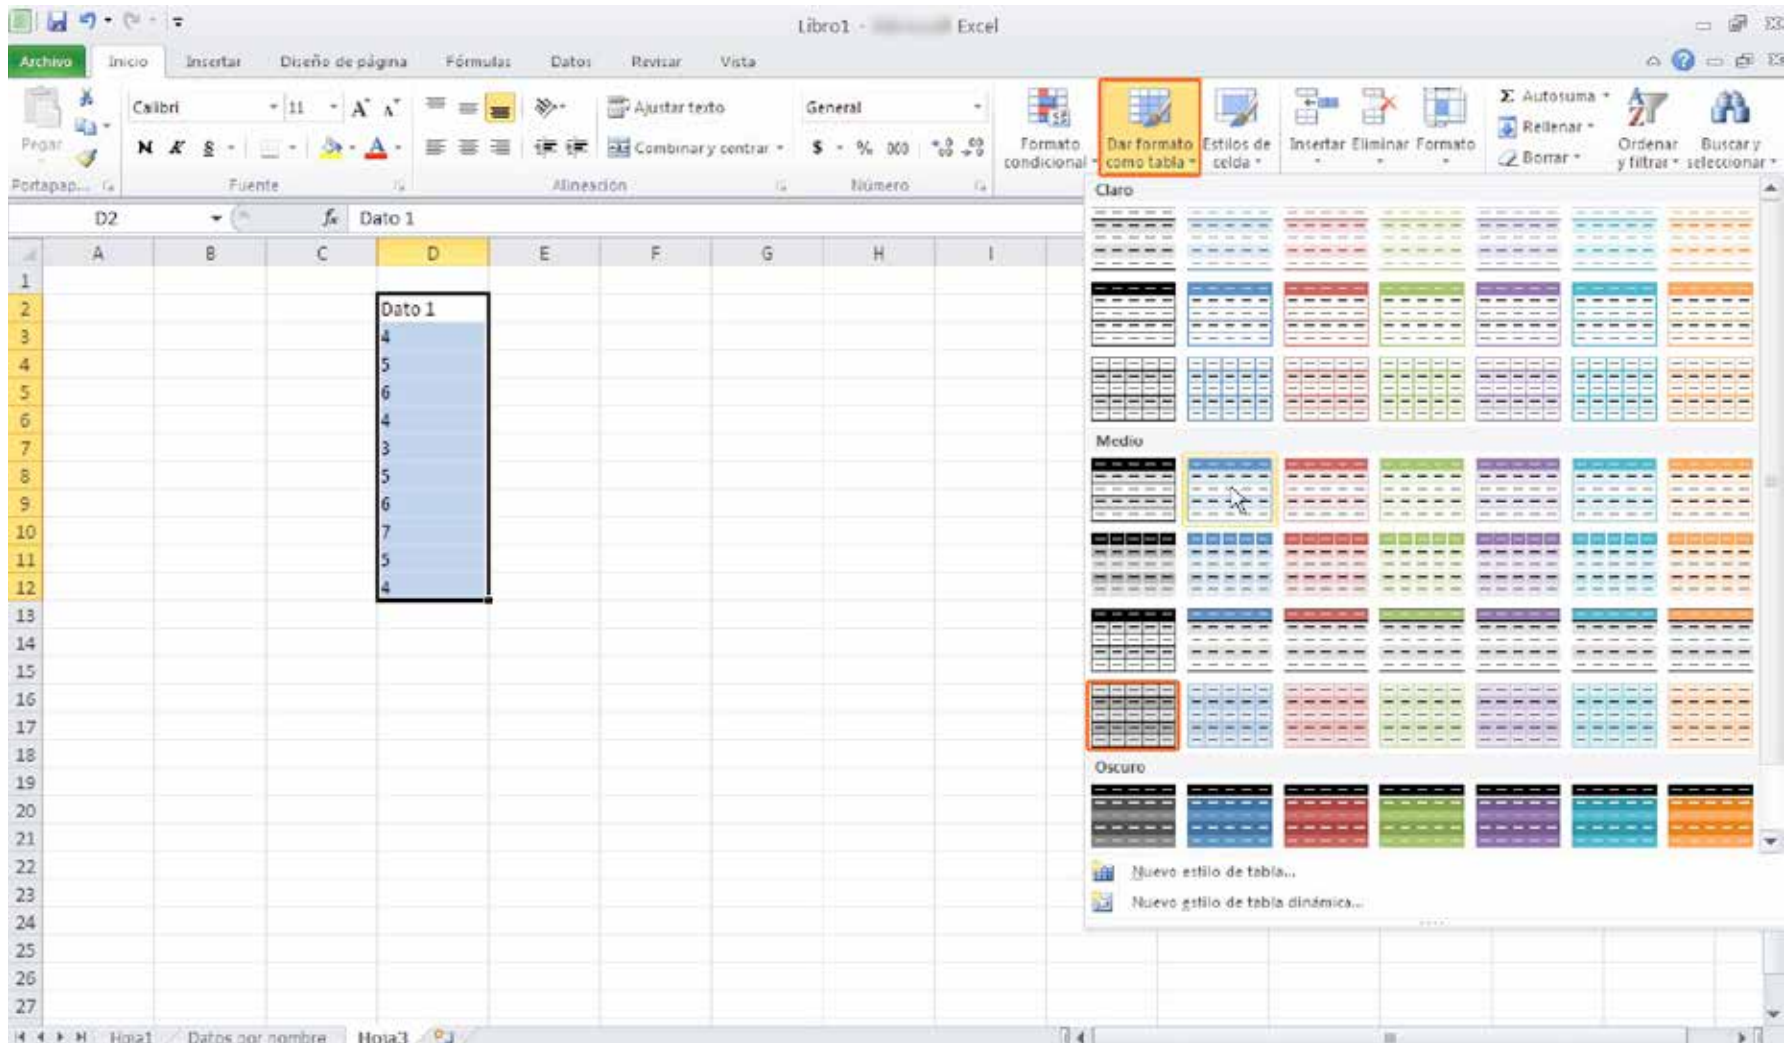 Libro1 - Excel
Archivo Inicio Insertar Diseño de página Fórmulas Datos Revisar Vista
Calibri 11 A A Ajustar texto General Σ Autosuma
Rellenar
Pegar N K S A Combinar y centrar $ % 000 Formato Dar formato Estilos de Insertar Eliminar Formato Ordenar Buscar y
condicional como tabla celda Borrar y filtrar seleccionar
Portapap... Fuente Alineación Número
D2 fx Dato 1
A B C D E F G H I
1
2 Dato 1
3 4
4 5
5 6
6 4
7 3
8 5
9 6
10 7
11 5
12 4
13
14
15
16
17
18
19
20
21
22
23
24
25
26
27
Claro
Medio
Oscuro
Nuevo estilo de tabla...
Nuevo estilo de tabla dinámica...
Hoja1 Datos por nombre Hoja3